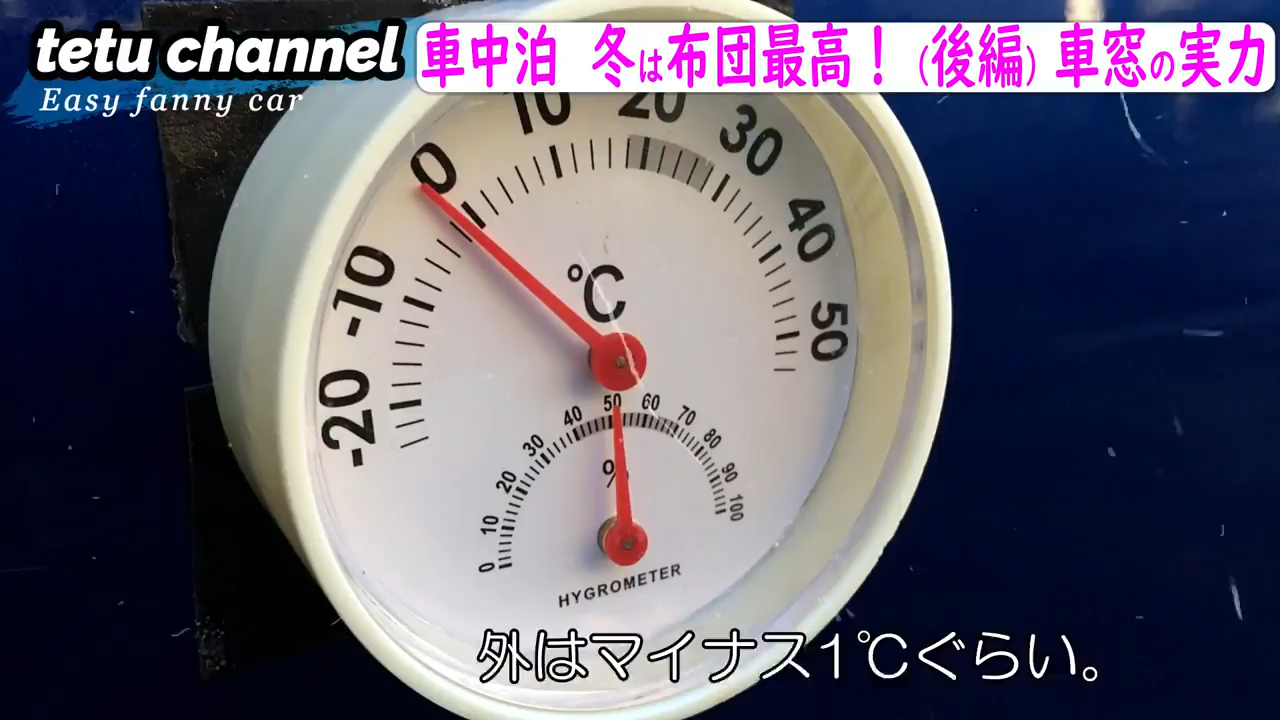 tetu channel
Easy fanny car
車中泊 冬は布団最高！（後編）車窓の実力
-20 -10 0 10 20 30 40 50
℃
0 10 20 30 40 50 60 70 80 90 100
%
HYGROMETER
外はマイナス1℃ぐらい。